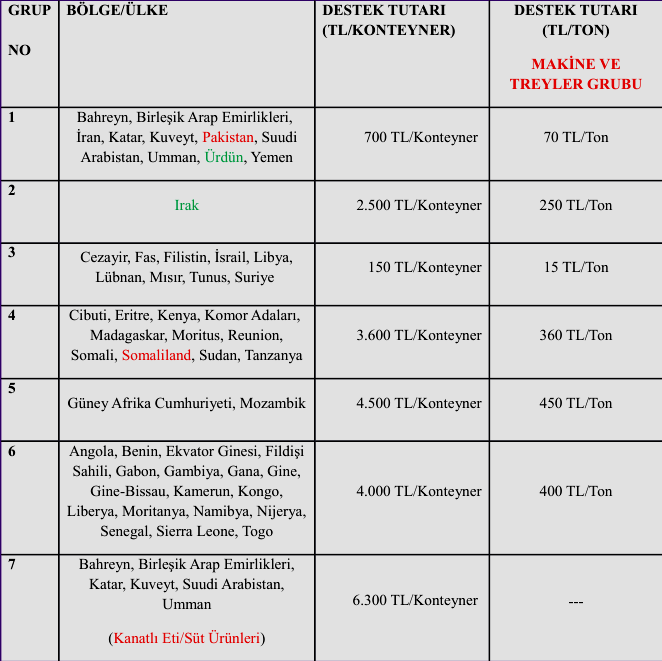 GRUP
NO
BÖLGE/ÜLKE
DESTEK TUTARI
(TL/KONTEYNER)
DESTEK TUTARI
(TL/TON)
MAKİNE VE
TREYLER GRUBU
1
Bahreyn, Birleşik Arap Emirlikleri,
İran, Katar, Kuveyt, Pakistan, Suudi
Arabistan, Umman, Ürdün, Yemen
700 TL/Konteyner
70 TL/Ton
2
Irak
2.500 TL/Konteyner
250 TL/Ton
3
Cezayir, Fas, Filistin, İsrail, Libya,
Lübnan, Mısır, Tunus, Suriye
150 TL/Konteyner
15 TL/Ton
4
Cibuti, Eritre, Kenya, Komor Adaları,
Madagaskar, Moritus, Reunion,
Somali, Somaliland, Sudan, Tanzanya
3.600 TL/Konteyner
360 TL/Ton
5
Güney Afrika Cumhuriyeti, Mozambik
4.500 TL/Konteyner
450 TL/Ton
6
Angola, Benin, Ekvator Ginesi, Fildişi
Sahili, Gabon, Gambiya, Gana, Gine,
Gine-Bissau, Kamerun, Kongo,
Liberya, Moritanya, Namibya, Nijerya,
Senegal, Sierra Leone, Togo
4.000 TL/Konteyner
400 TL/Ton
7
Bahreyn, Birleşik Arap Emirlikleri,
Katar, Kuveyt, Suudi Arabistan,
Umman
(Kanatlı Eti/Süt Ürünleri)
6.300 TL/Konteyner
---